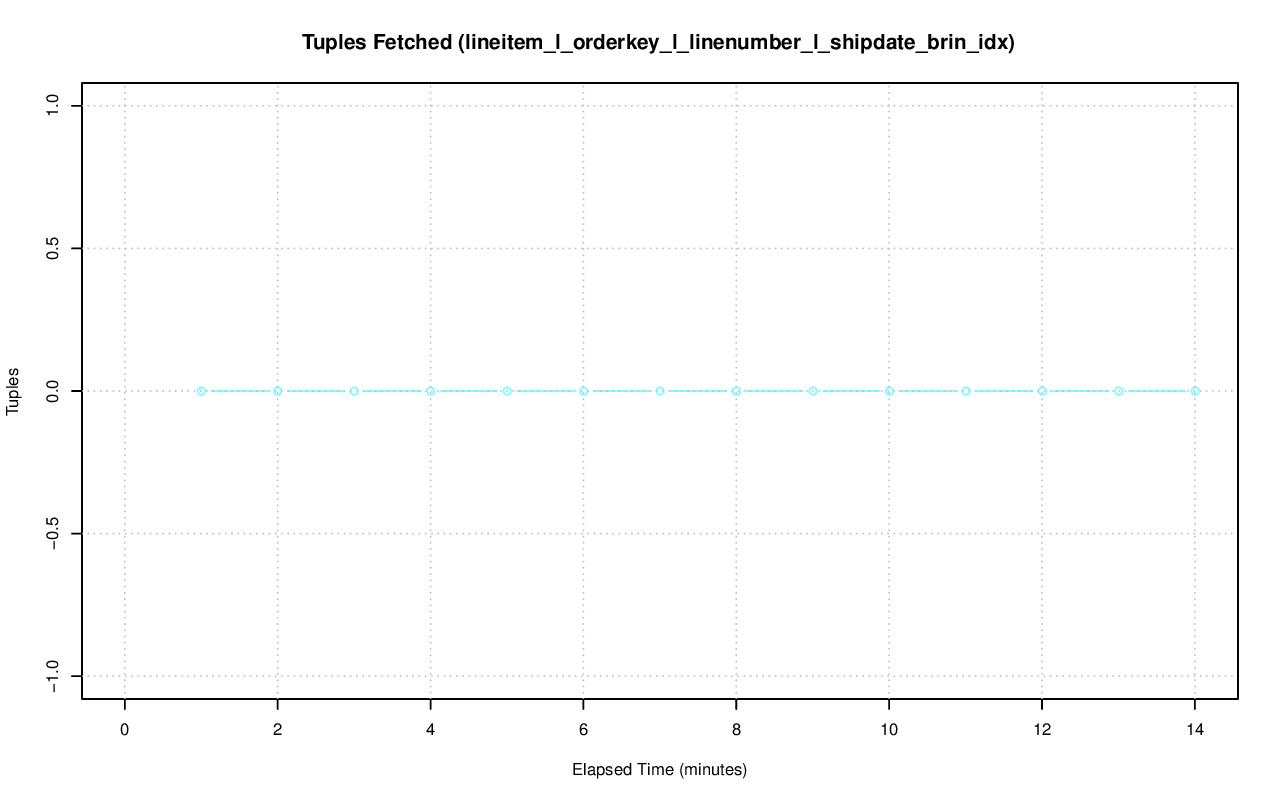 Tuples Fetched (lineitem_l_orderkey_l_linenumber_l_shipdate_brin_idx)
1.0
0.5
0.0
−0.5
−1.0
Tuples
0 2 4 6 8 10 12 14
Elapsed Time (minutes)